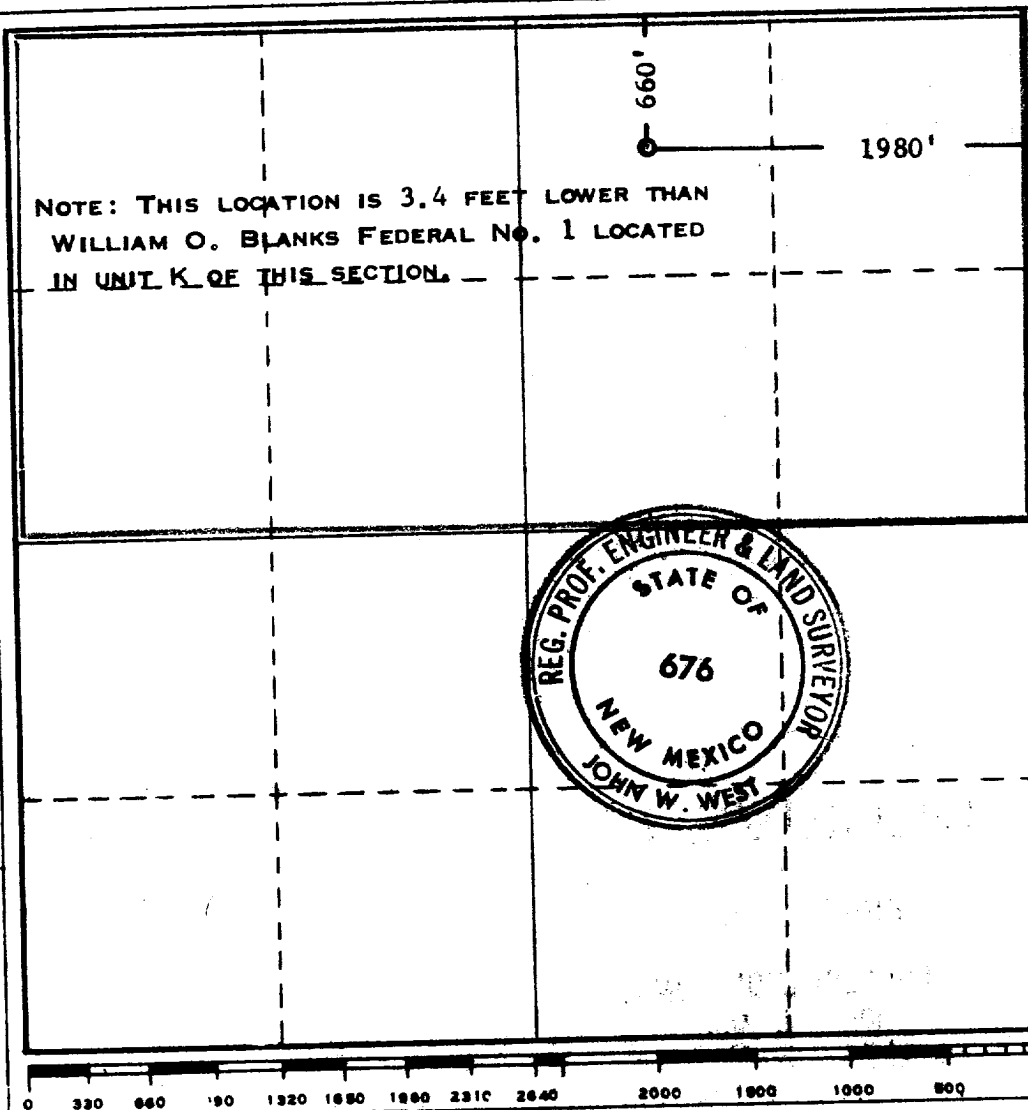 660'
1980'
NOTE: THIS LOCATION IS 3.4 FEET LOWER THAN
WILLIAM O. BLANKS FEDERAL NO. 1 LOCATED
IN UNIT K OF THIS SECTION.
REG. PROF. ENGINEER & LAND SURVEYOR
STATE OF
676
NEW MEXICO
JOHN W. WEST
0 330 660 '90 1320 1650 1980 2310 2640 2000 1500 1000 500